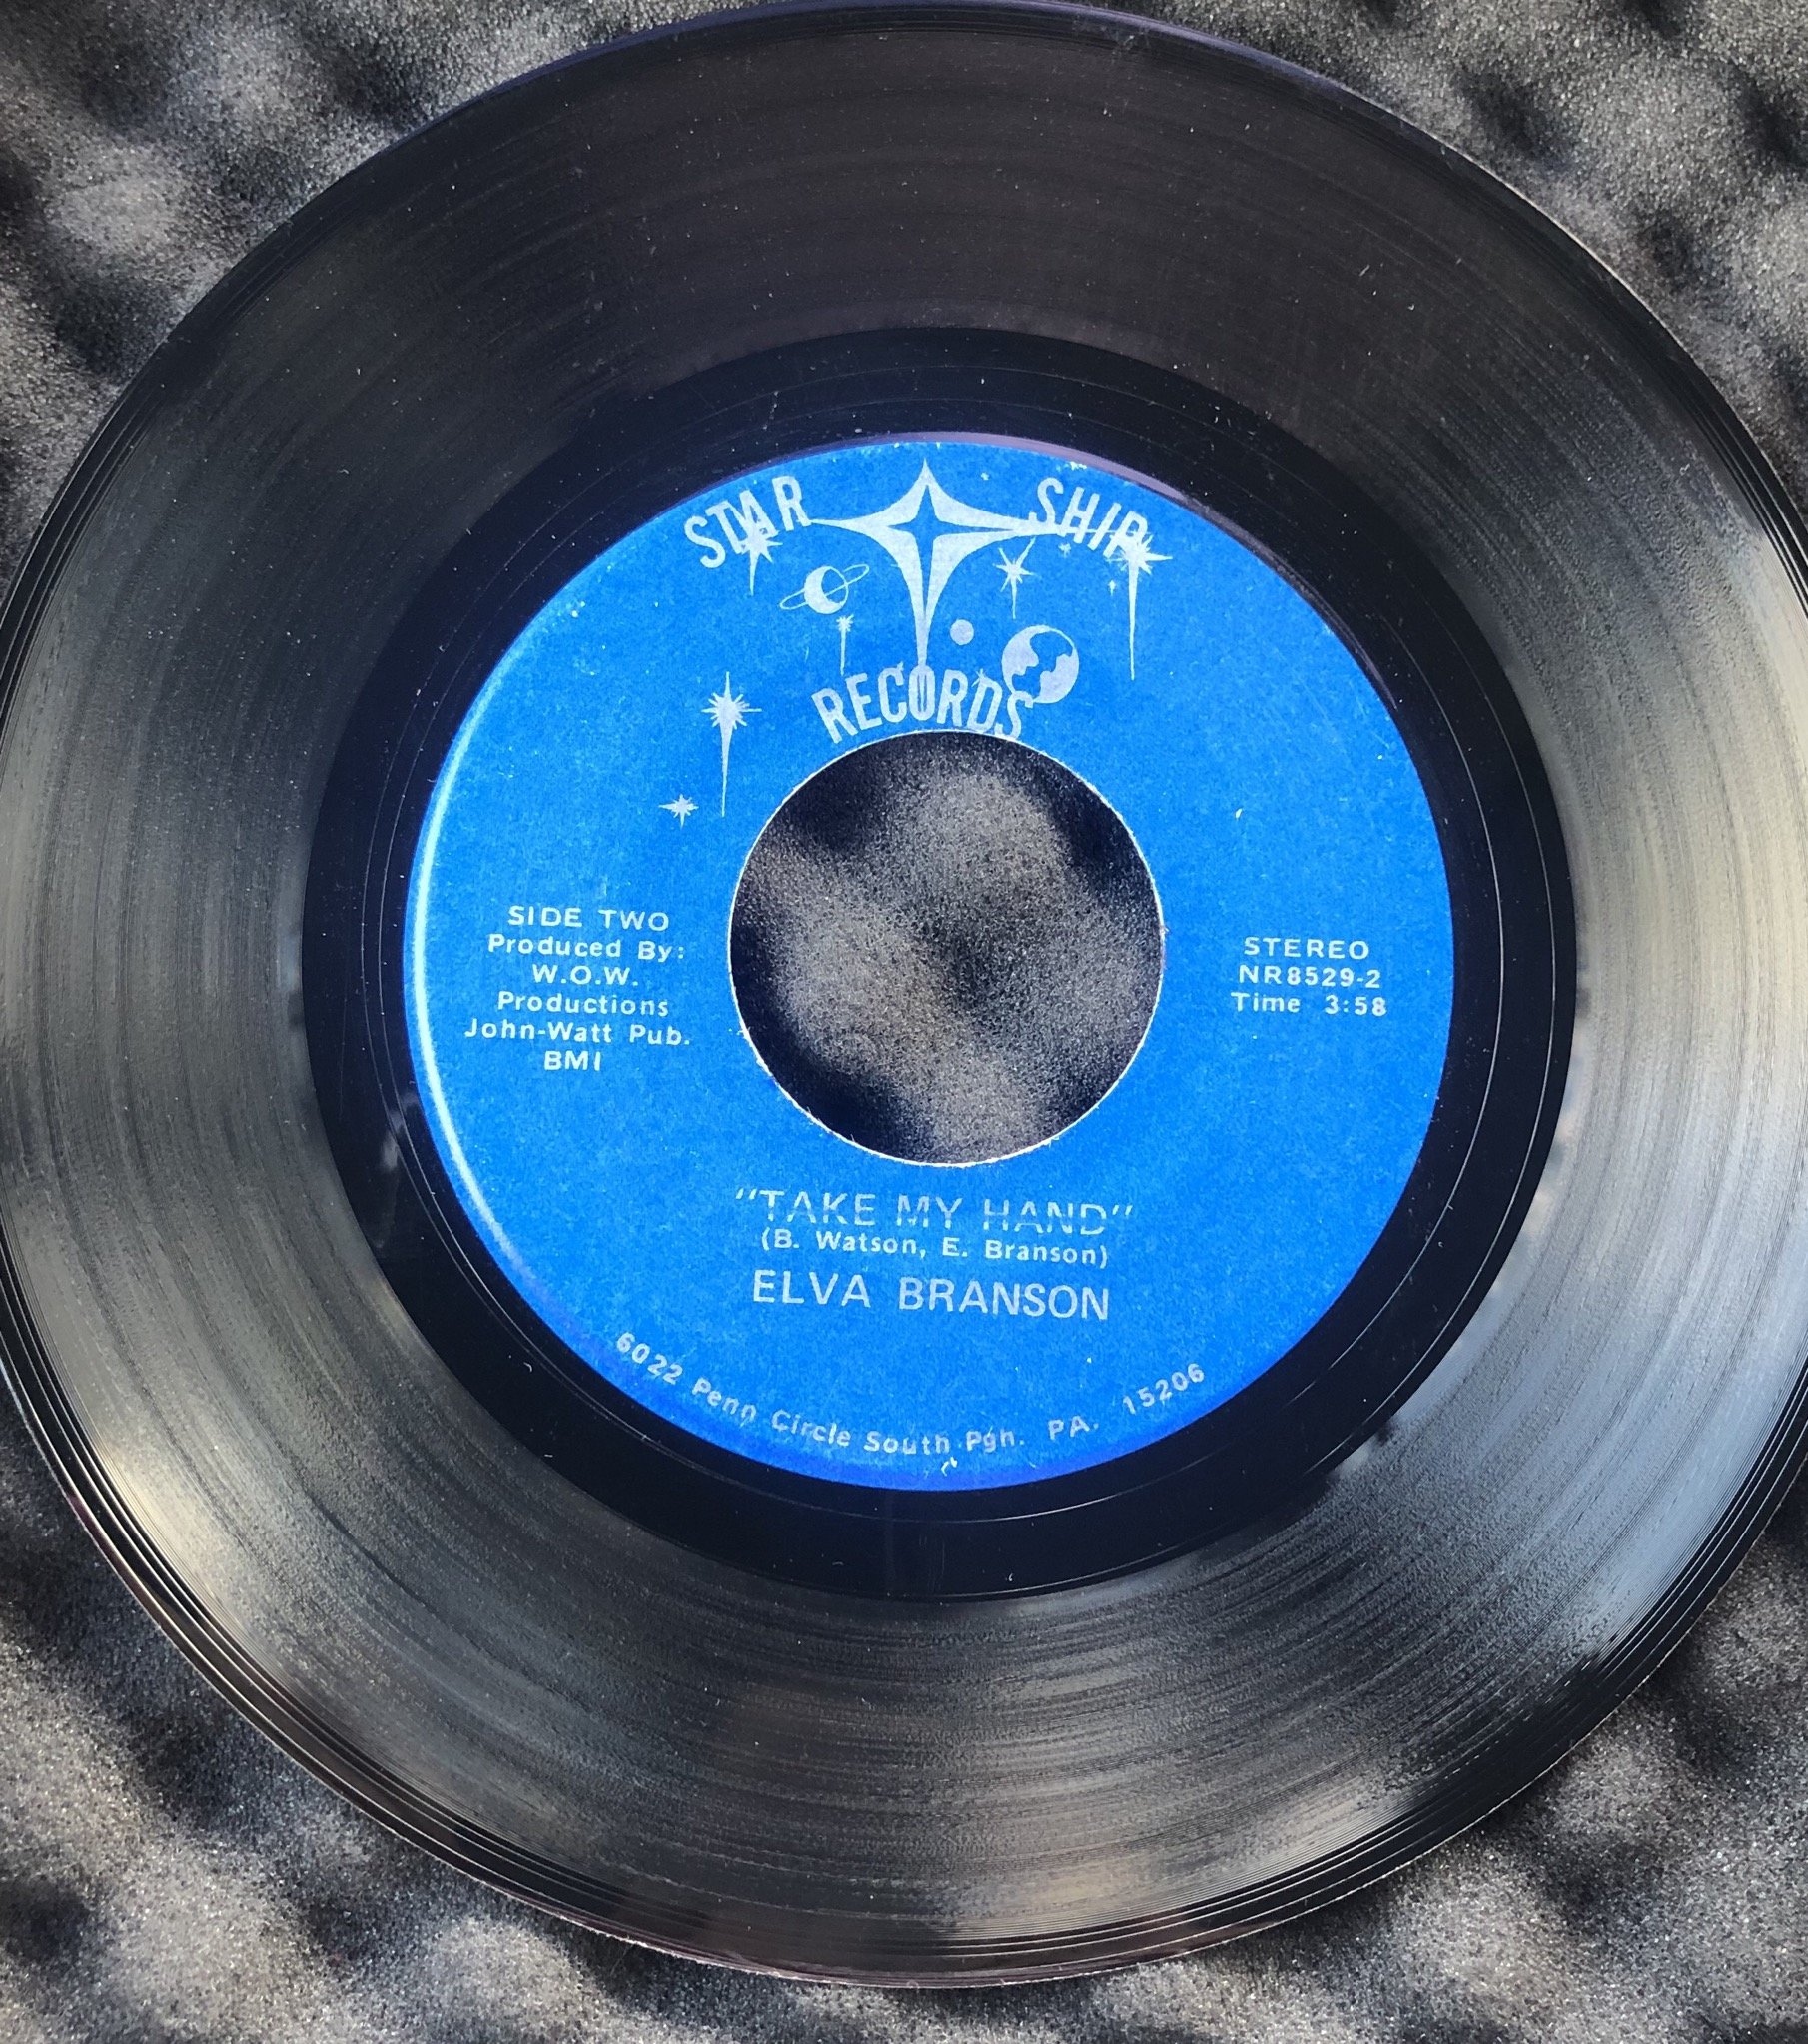 STAR SHIP
RECORDS
SIDE TWO
Produced By:
W.O.W.
Productions
John-Watt Pub.
BMI
STEREO
NR8529-2
Time 3:58
"TAKE MY HAND"
(B. Watson, E. Branson)
ELVA BRANSON
6022 Penn Circle South Pgh. PA. 15206